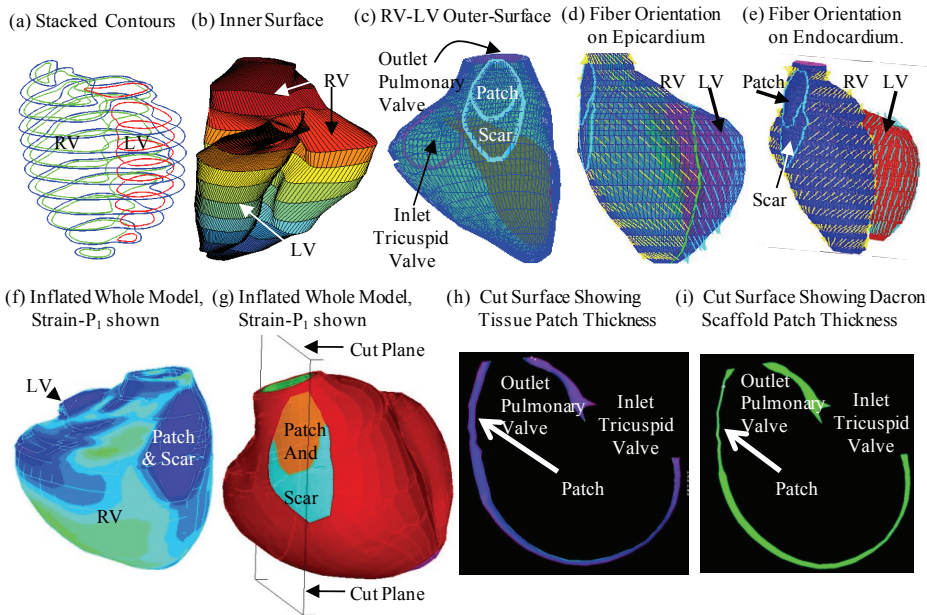 (a) Stacked Contours
RV
LV
(b) Inner Surface
RV
LV
(c) RV-LV Outer-Surface
Outlet
Pulmonary
Valve
Patch
Scar
Inlet
Tricuspid
Valve
(d) Fiber Orientation
on Epicardium
RV LV
(e) Fiber Orientation
on Endocardium.
Patch RV LV
Scar
(f) Inflated Whole Model,
Strain-P₁ shown
LV
Patch
& Scar
RV
(g) Inflated Whole Model,
Strain-P₁ shown
Cut Plane
Patch
And
Scar
Cut Plane
(h) Cut Surface Showing
Tissue Patch Thickness
Outlet
Pulmonary
Valve
Inlet
Tricuspid
Valve
Patch
(i) Cut Surface Showing Dacron
Scaffold Patch Thickness
Outlet
Pulmonary
Valve
Inlet
Tricuspid
Valve
Patch